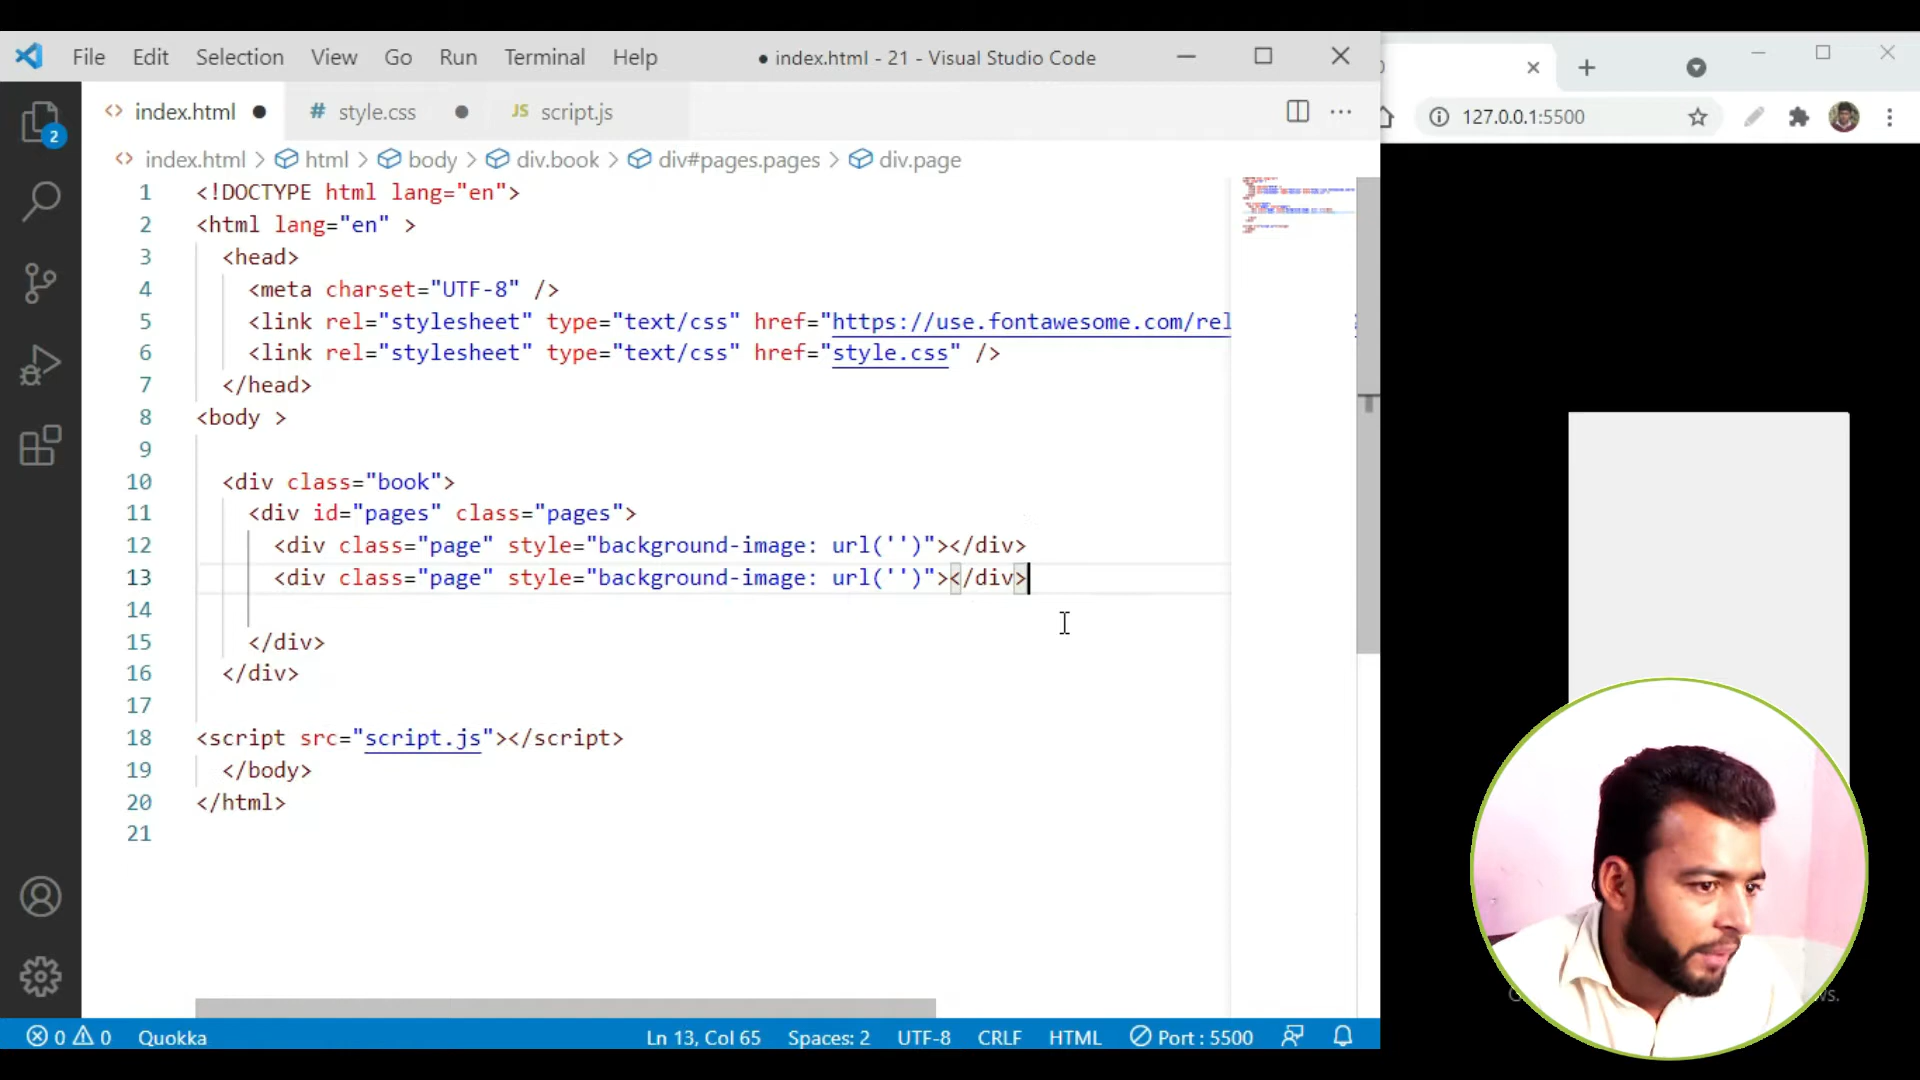 File Edit Selection View Go Run Terminal Help ● index.html - 21 - Visual Studio Code
index.html ● # style.css ● JS script.js
127.0.0.1:5500
2
index.html > html > body > div.book > div#pages.pages > div.page
1 <!DOCTYPE html lang="en">
2 <html lang="en" >
3 <head>
4 <meta charset="UTF-8" />
5 <link rel="stylesheet" type="text/css" href="https://use.fontawesome.com/rel
6 <link rel="stylesheet" type="text/css" href="style.css" />
7 </head>
8 <body >
9
10 <div class="book">
11 <div id="pages" class="pages">
12 <div class="page" style="background-image: url('')"></div>
13 <div class="page" style="background-image: url('')"></div>
14
15 </div>
16 </div>
17
18 <script src="script.js"></script>
19 </body>
20 </html>
21
0 0 Quokka Ln 13, Col 65 Spaces: 2 UTF-8 CRLF HTML Port : 5500